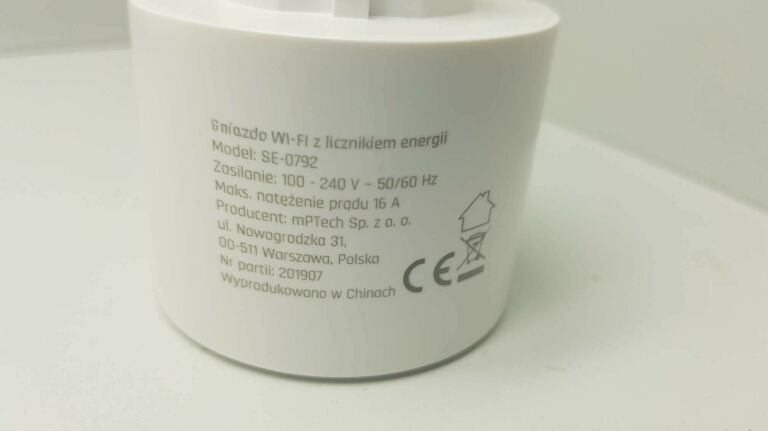 Gniazdo WI-FI z licznikiem energii
Model: SE-0792
Zasilanie: 100 - 240 V ~ 50/60 Hz
Maks. natężenie prądu 16 A
Producent: mPTech Sp. z o. o.
ul. Nowogrodzka 31,
00-511 Warszawa, Polska
Nr partii: 201907
Wyprodukowano w Chinach
CE